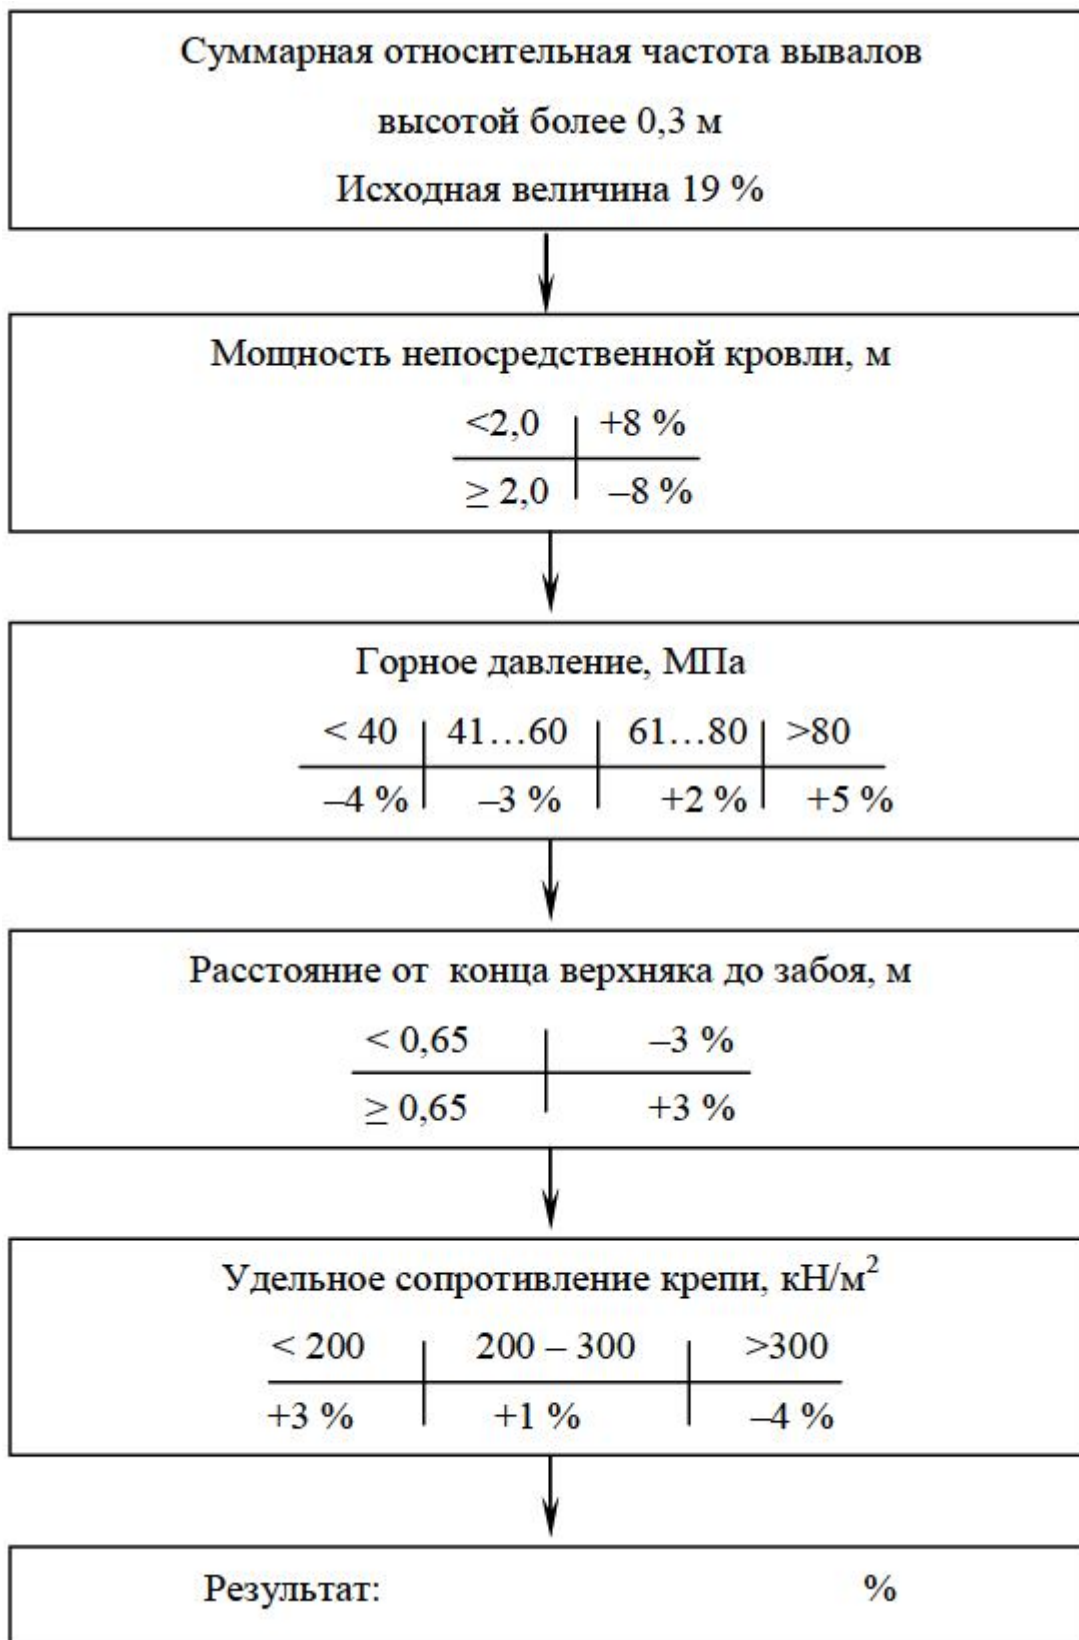 Суммарная относительная частота вывалов
высотой более 0,3 м
Исходная величина 19 %
Мощность непосредственной кровли, м
<2,0 +8 %
≥ 2,0 –8 %
Горное давление, МПа
< 40 41…60 61…80 >80
–4 % –3 % +2 % +5 %
Расстояние от конца верхняка до забоя, м
< 0,65 –3 %
≥ 0,65 +3 %
Удельное сопротивление крепи, кН/м²
< 200 200 – 300 >300
+3 % +1 % –4 %
Результат: %